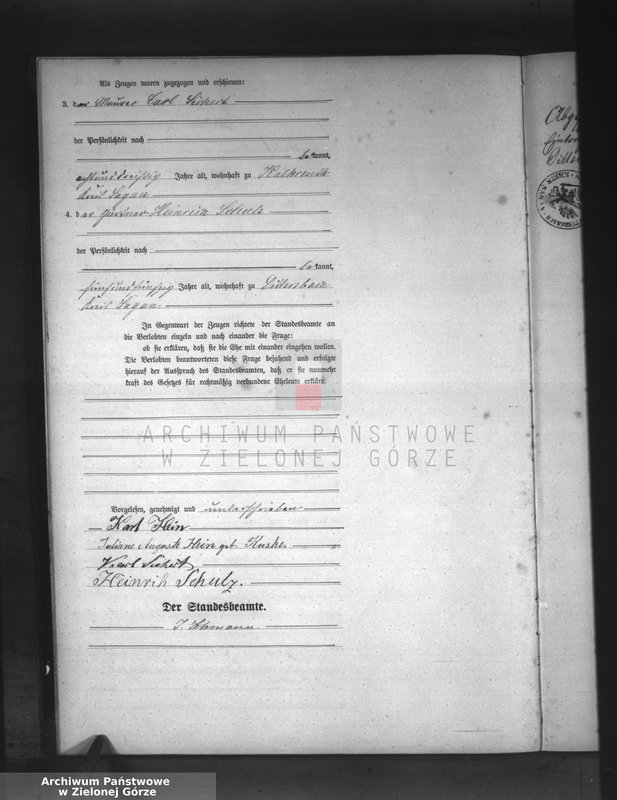 Als Zeugen waren zugezogen und erschienen:
3. der Maurer Carl Sichert
der Persönlichkeit nach
bekannt,
achtunddreißig Jahre alt, wohnhaft zu
Kreis Sagan
4. der Gärtner Heinrich Schulz
der Persönlichkeit nach
bekannt,
fünfundfünfzig Jahre alt, wohnhaft zu Dittersbach
Kreis Sagan.
In Gegenwart der Zeugen richtete der Standesbeamte an
die Verlobten einzeln und nach einander die Frage:
ob sie erklären, daß sie die Ehe mit einander eingehen wollen.
Die Verlobten beantworteten diese Frage bejahend und erfolgte
hierauf der Ausspruch des Standesbeamten, daß er sie nunmehr
kraft des Gesetzes für rechtmäßig verbundene Eheleute erkläre.
ARCHIWUM PAŃSTWOWE
W ZIELONEJ GÓRZE
Vorgelesen, genehmigt und unterschrieben
Karl Hein
Juliane Auguste Hein geb. Kuske.
Karl Sichert
Heinrich Schulz.
Der Standesbeamte.
Archiwum Państwowe
w Zielonej Górze